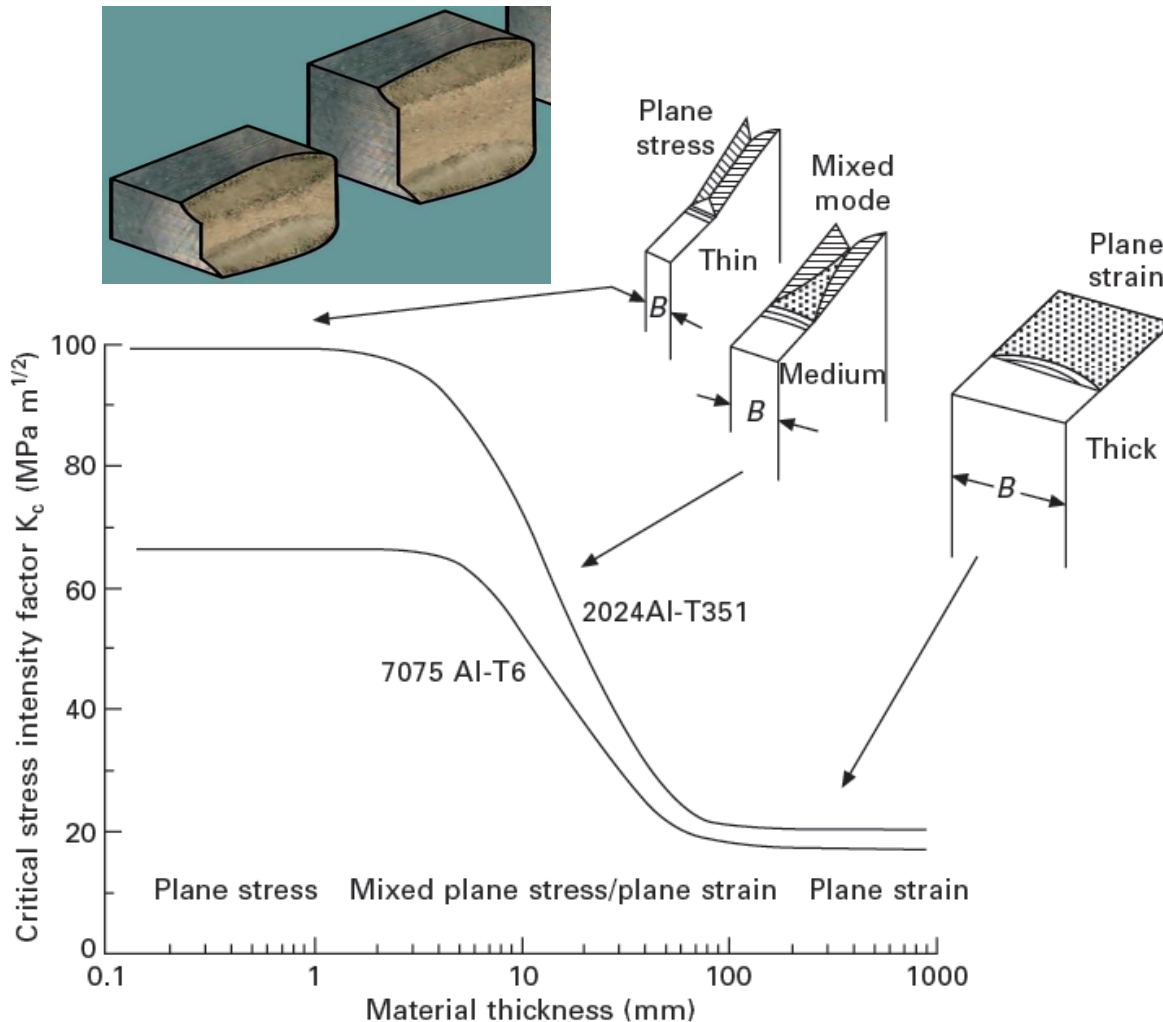 Plane
stress
Mixed
mode
Plane
strain
Thin
B
Medium
B
Thick
B
Critical stress intensity factor K_c (MPa m^1/2)
100
80
60
40
20
0
2024Al-T351
7075 Al-T6
Plane stress
Mixed plane stress/plane strain
Plane strain
0.1
1
10
100
1000
Material thickness (mm)